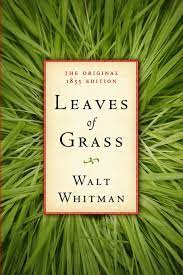 THE ORIGINAL
1855 EDITION
LEAVES
of
GRASS
WALT
WHITMAN